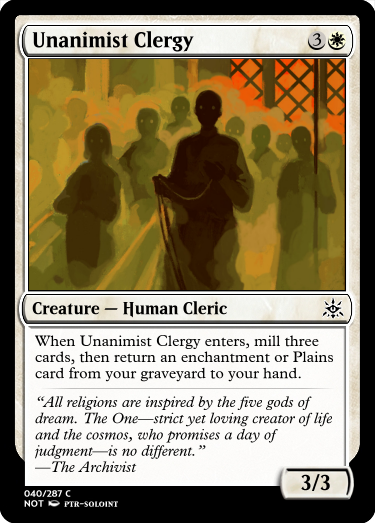 Unanimist Clergy 3
Creature — Human Cleric
When Unanimist Clergy enters, mill three
cards, then return an enchantment or Plains
card from your graveyard to your hand.
“All religions are inspired by the five gods of
dream. The One—strict yet loving creator of life
and the cosmos, who promises a day of
judgment—is no different.”
—The Archivist
3/3
040/287 C
NOT PTR-SOLOINT